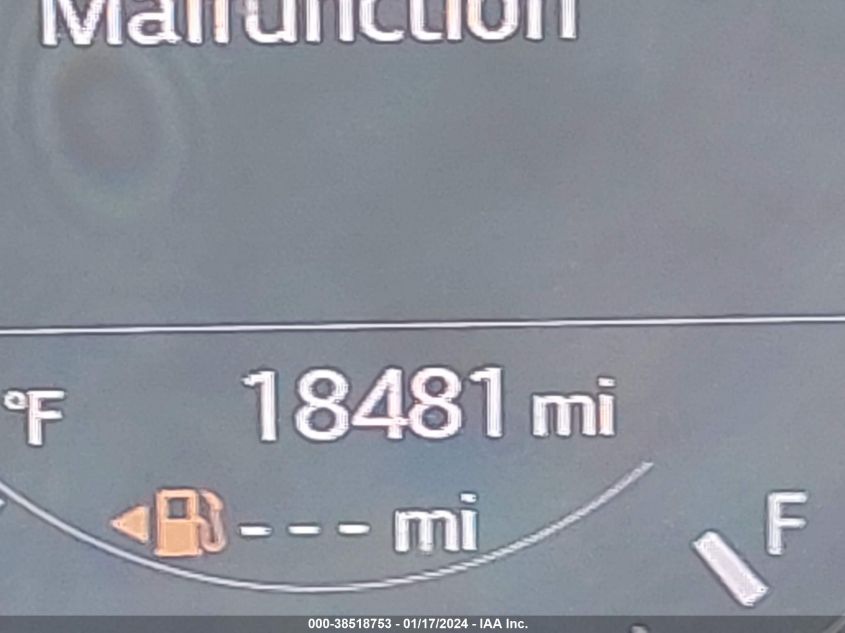 Malfunction
°F 18481 mi
--- mi F
000-38518753 - 01/17/2024 - IAA Inc.